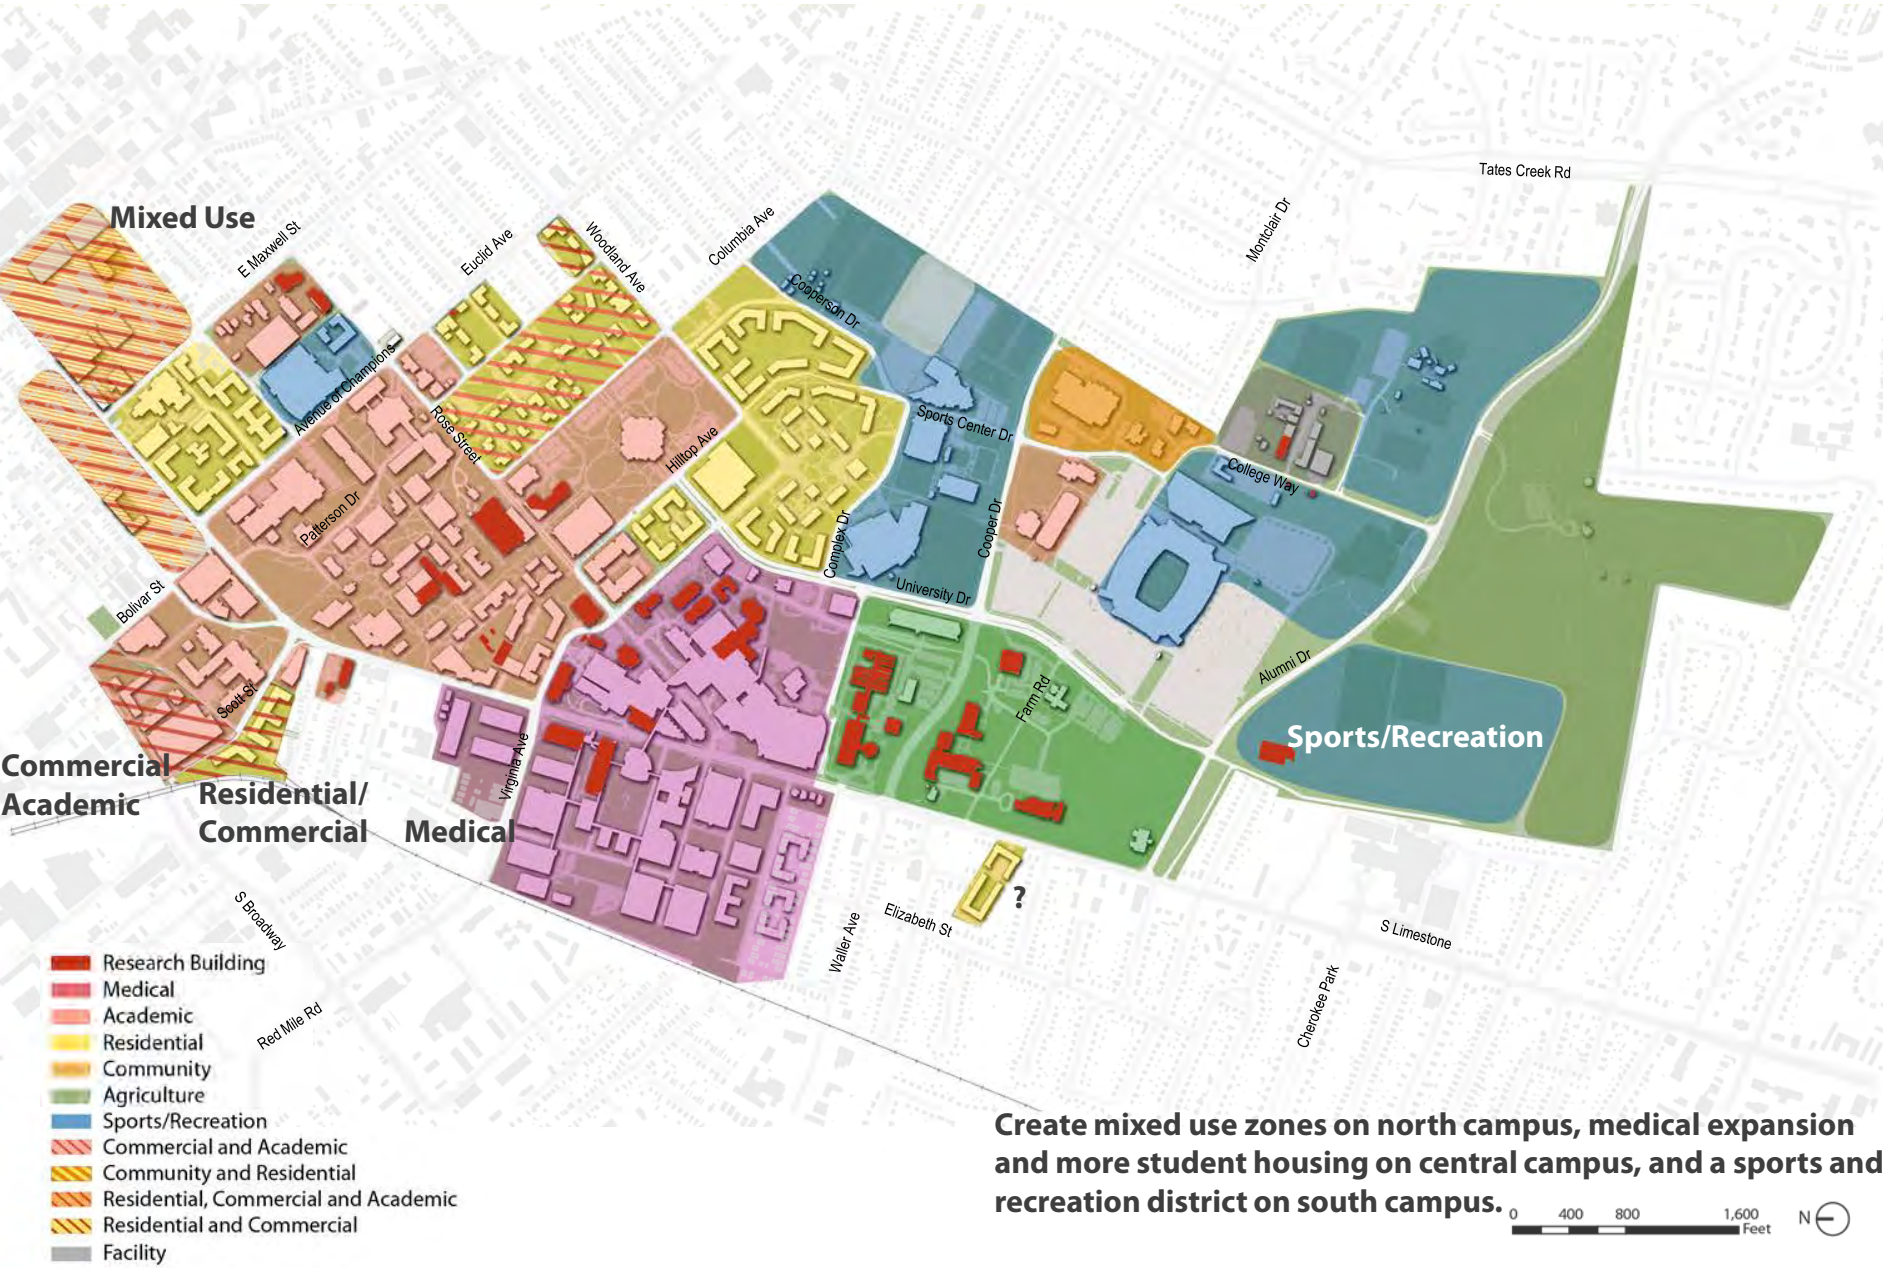 Tates Creek Rd
Mixed Use
E Maxwell St
Euclid Ave
Woodland Ave
Columbia Ave
Montclair Dr
Cooperson Dr
Avenue of Champions
Rose Street
Sports Center Dr
Hilltop Ave
College Way
Patterson Dr
Complex Dr
Cooper Dr
University Dr
Bolivar St
Alumni Dr
Farm Rd
Scott St
Sports/Recreation
Virginia Ave
Commercial
Academic
Residential/
Commercial
Medical
?
S Broadway
Waller Ave
Elizabeth St
S Limestone
Red Mile Rd
Cherokee Park
Research Building
Medical
Academic
Residential
Community
Agriculture
Sports/Recreation
Commercial and Academic
Community and Residential
Residential, Commercial and Academic
Residential and Commercial
Facility
Create mixed use zones on north campus, medical expansion
and more student housing on central campus, and a sports and
recreation district on south campus.
0 400 800 1,600
Feet
N